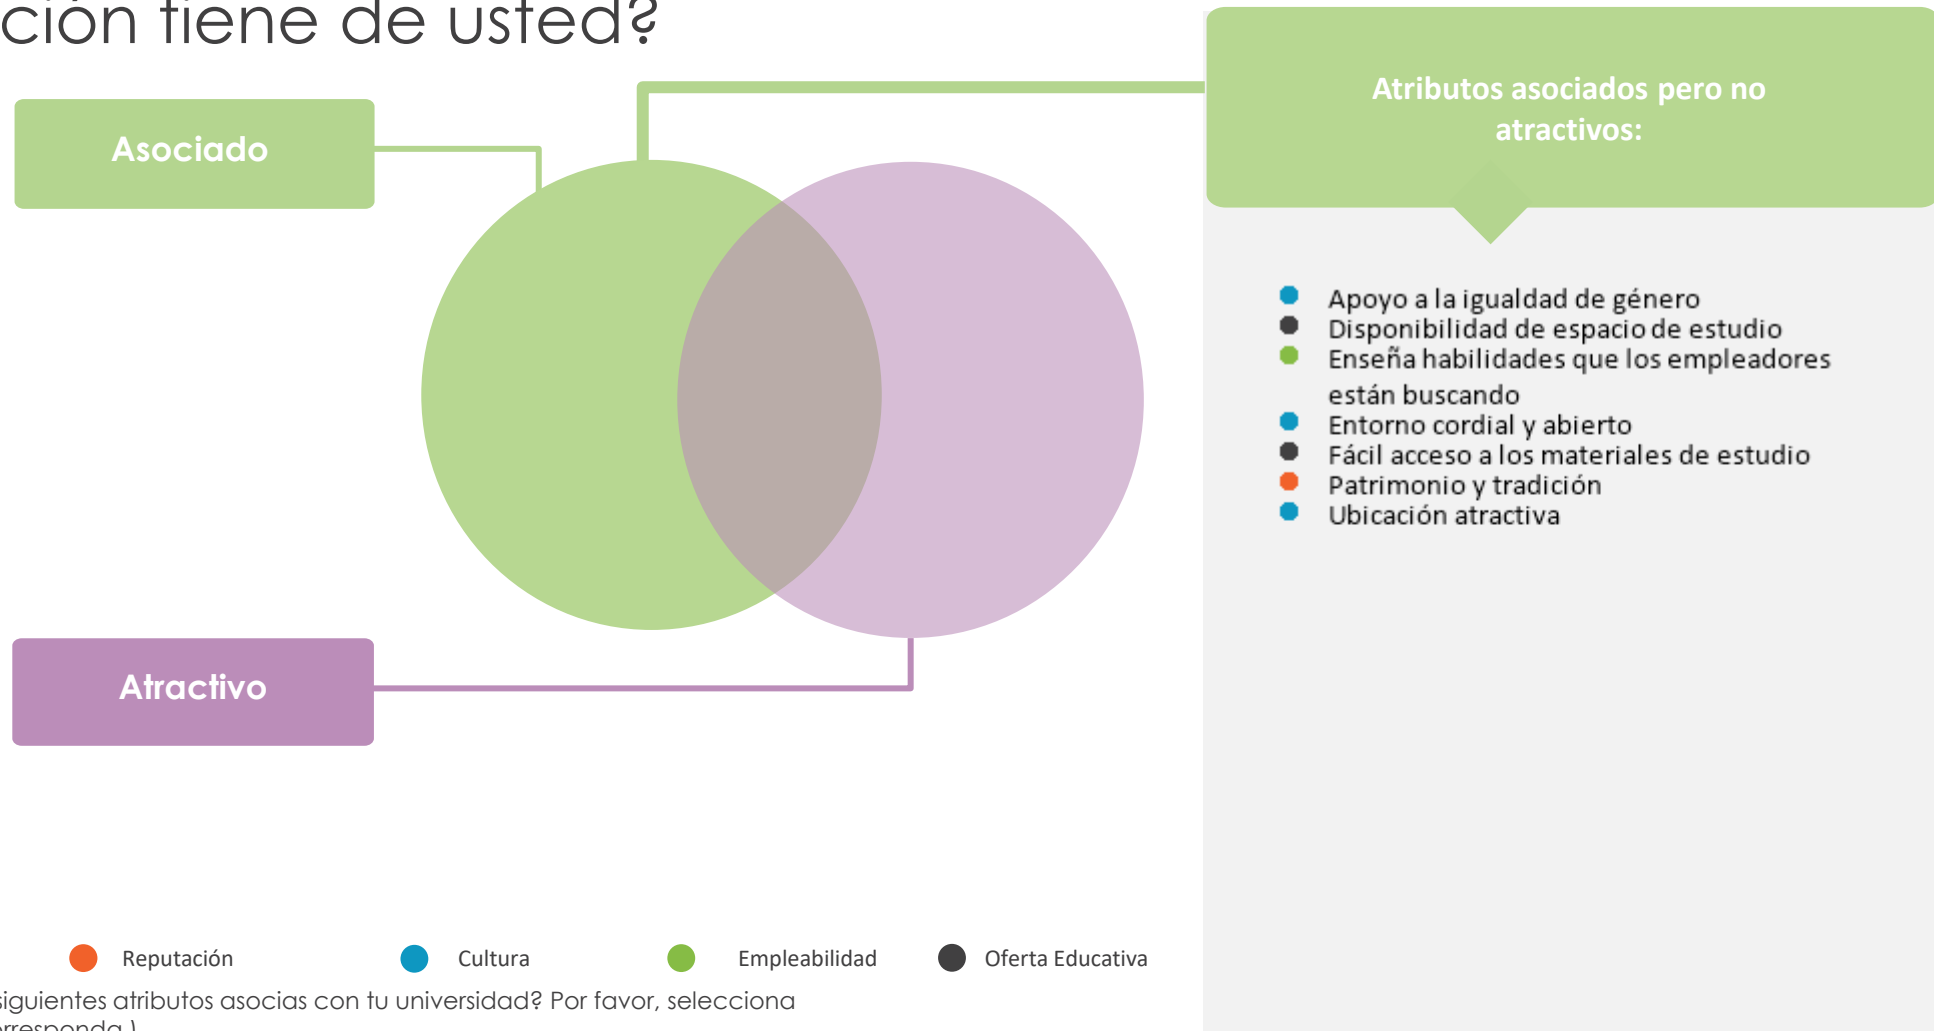 ción tiene de usted?
Asociado
Atractivo
Atributos asociados pero no
atractivos:
Apoyo a la igualdad de género
Disponibilidad de espacio de estudio
Enseña habilidades que los empleadores
están buscando
Entorno cordial y abierto
Fácil acceso a los materiales de estudio
Patrimonio y tradición
Ubicación atractiva
Reputación
Cultura
Empleabilidad
Oferta Educativa
siguientes atributos asocias con tu universidad? Por favor, selecciona
orresponda.)